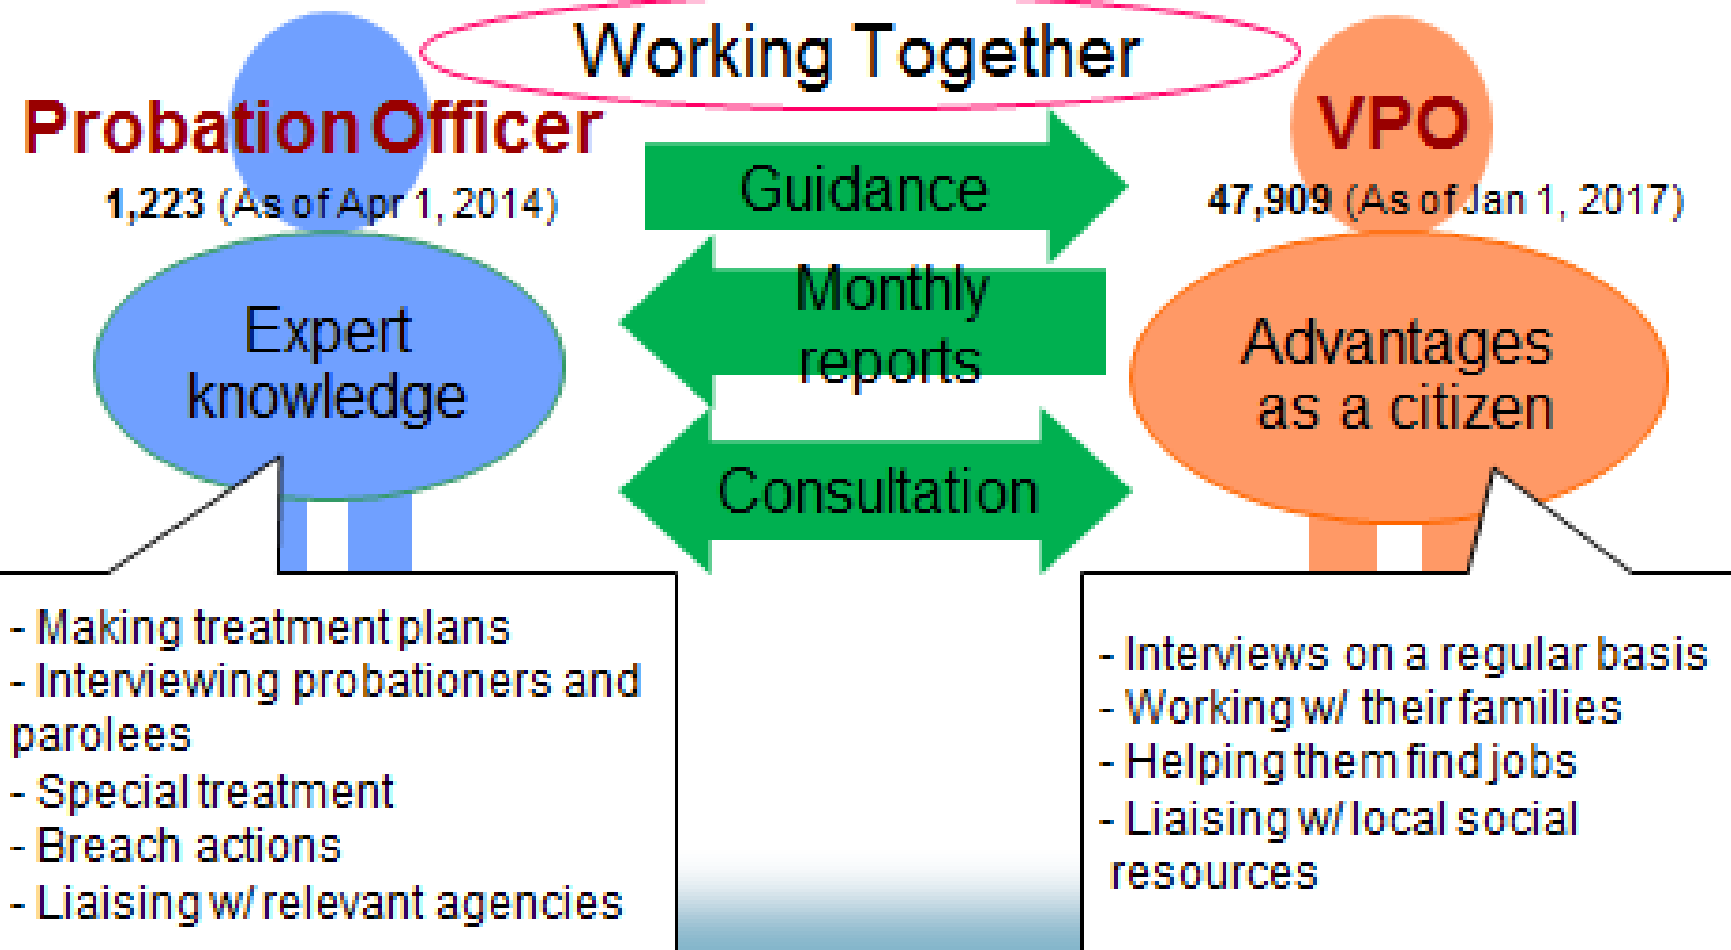 Working Together
Probation Officer
1,223 (As of Apr 1, 2014)
VPO
47,909 (As of Jan 1, 2017)
Guidance
Monthly
reports
Consultation
Expert
knowledge
Advantages
as a citizen
- Making treatment plans
- Interviewing probationers and
parolees
- Special treatment
- Breach actions
- Liaising w/ relevant agencies
- Interviews on a regular basis
- Working w/ their families
- Helping them find jobs
- Liaising w/ local social
resources